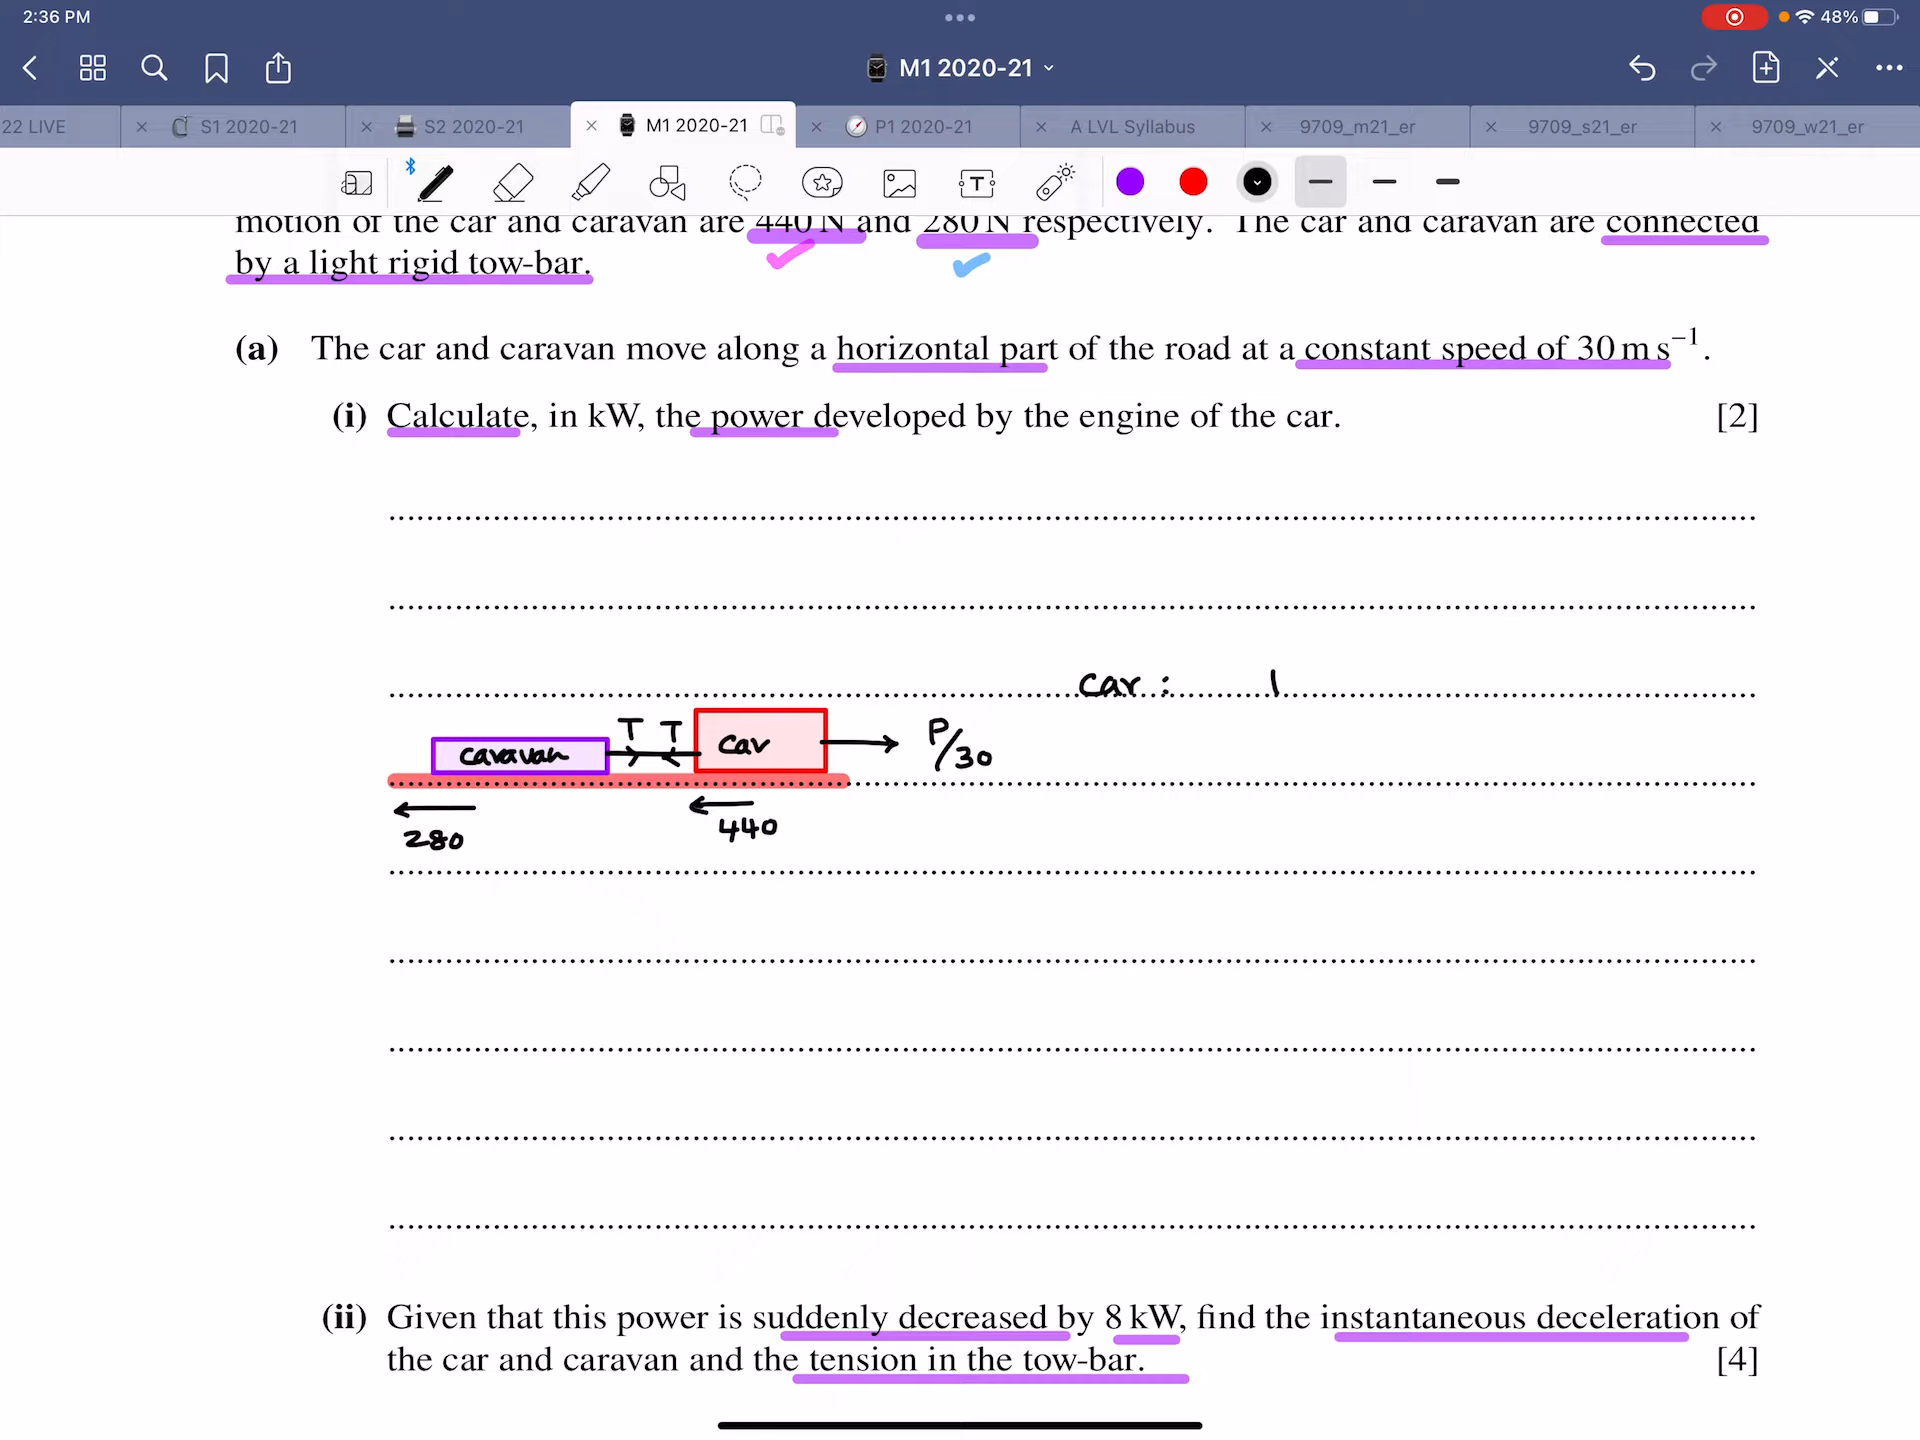 2:36 PM
48%
M1 2020-21
22 LIVE
S1 2020-21
S2 2020-21
M1 2020-21
P1 2020-21
A LVL Syllabus
9709_m21_er
9709_s21_er
9709_w21_er
motion of the car and caravan are 440 N and 280 N respectively. The car and caravan are connected
by a light rigid tow-bar.
(a) The car and caravan move along a horizontal part of the road at a constant speed of 30 m s⁻¹.
(i) Calculate, in kW, the power developed by the engine of the car. [2]
car :
caravan T T car P/30
280 440
(ii) Given that this power is suddenly decreased by 8 kW, find the instantaneous deceleration of
the car and caravan and the tension in the tow-bar. [4]